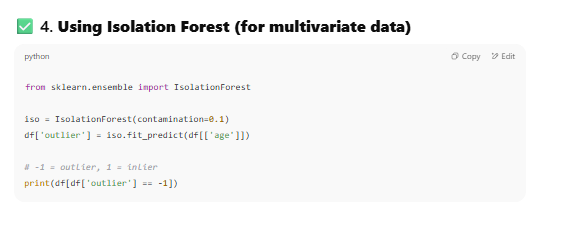 ✅ 4. Using Isolation Forest (for multivariate data)
python
Copy Edit
from sklearn.ensemble import IsolationForest
iso = IsolationForest(contamination=0.1)
df['outlier'] = iso.fit_predict(df[['age']])
# -1 = outlier, 1 = inlier
print(df[df['outlier'] == -1])